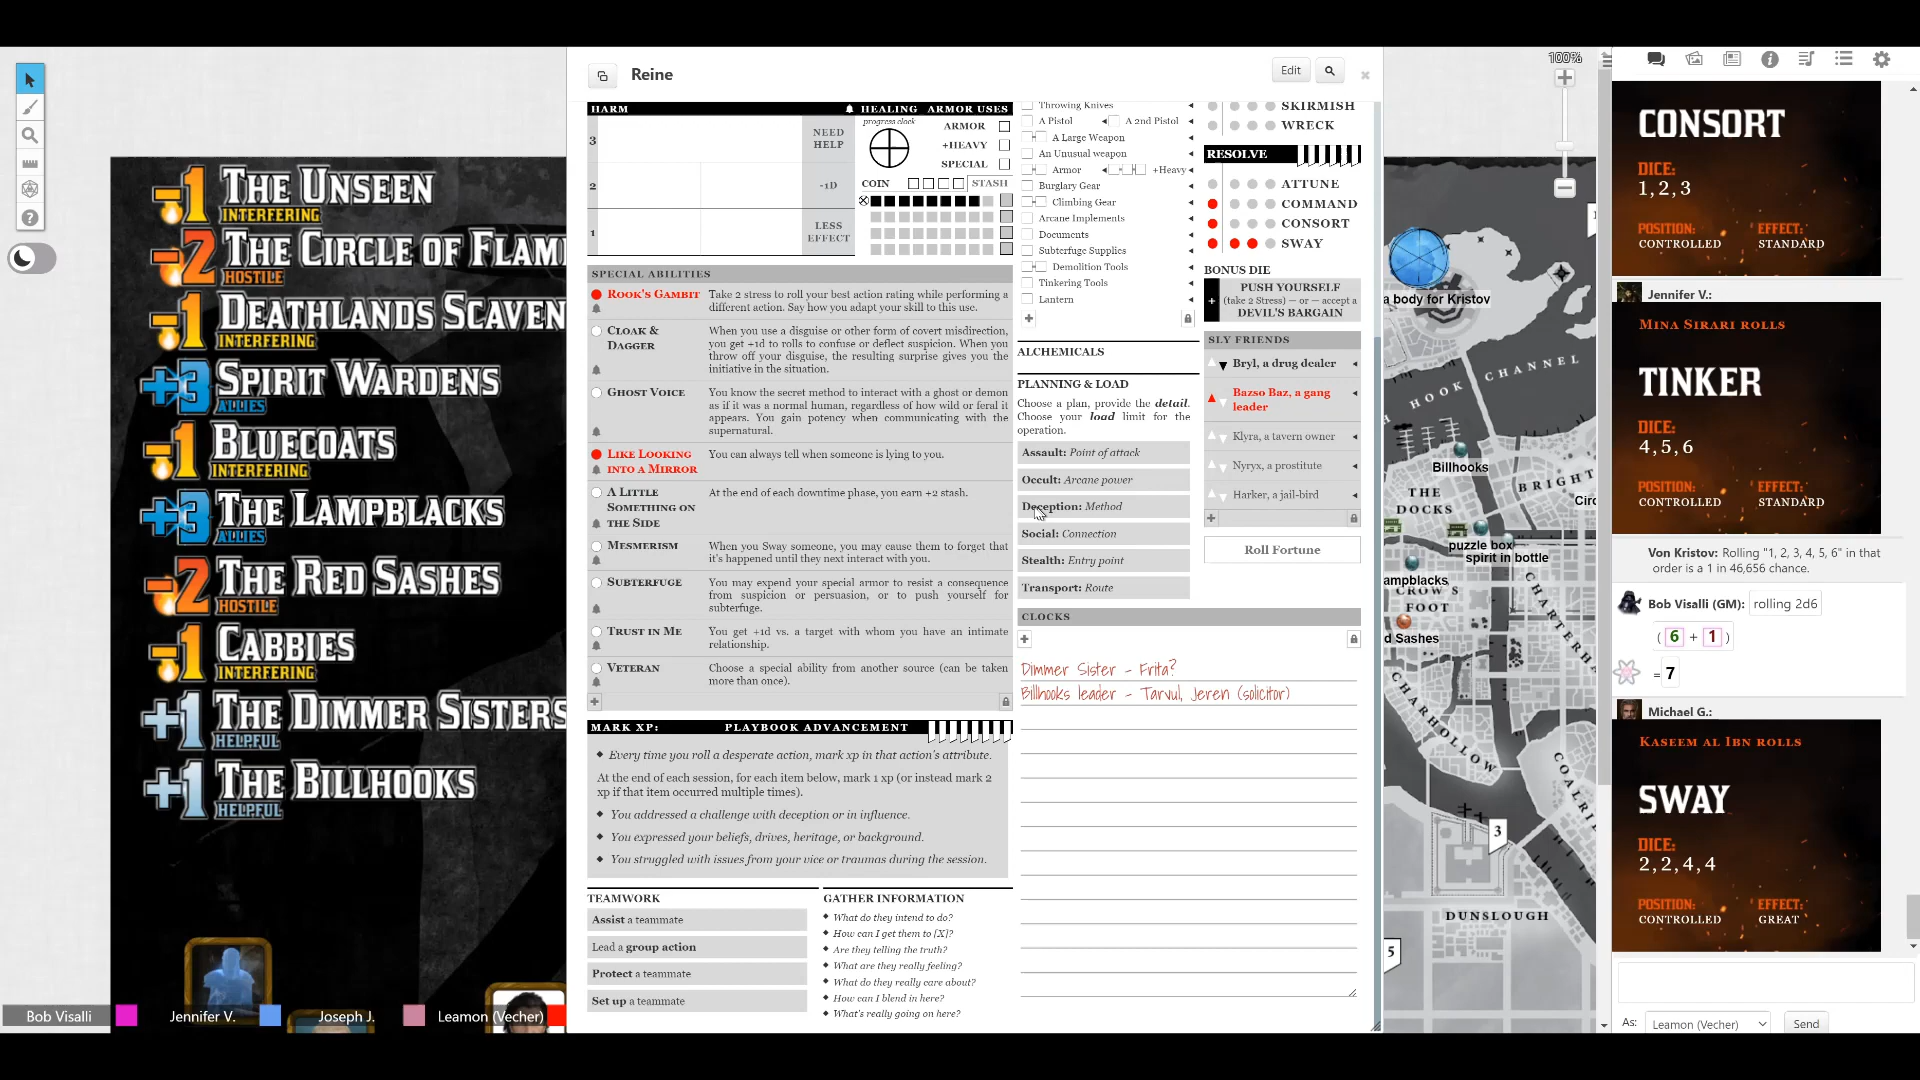 Reine
Edit
100%
-1 THE UNSEEN
INTERFERING
-2 THE CIRCLE OF FLAM
HOSTILE
-1 DEATHLANDS SCAVEN
INTERFERING
+3 SPIRIT WARDENS
ALLIES
-1 BLUECOATS
INTERFERING
+3 THE LAMPBLACKS
ALLIES
-2 THE RED SASHES
HOSTILE
-1 CABBIES
INTERFERING
+1 THE DIMMER SISTERS
HELPFUL
+1 THE BILLHOOKS
HELPFUL
Bob Visalli
Jennifer V.
Joseph J.
Leamon (Vecher)
HARM
HEALING
ARMOR USES
3
NEED HELP
2
-1D
1
LESS EFFECT
progress clock
ARMOR
+HEAVY
SPECIAL
COIN
STASH
SPECIAL ABILITIES
ROOK'S GAMBIT
Take 2 stress to roll your best action rating while performing a
different action. Say how you adapt your skill to this use.
CLOAK &
DAGGER
When you use a disguise or other form of covert misdirection,
you get +1d to rolls to confuse or deflect suspicion. When you
throw off your disguise, the resulting surprise gives you the
initiative in the situation.
GHOST VOICE
You know the secret method to interact with a ghost or demon
as if it was a normal human, regardless of how wild or feral it
appears. You gain potency when communicating with the
supernatural.
LIKE LOOKING
INTO A MIRROR
You can always tell when someone is lying to you.
A LITTLE
SOMETHING ON
THE SIDE
At the end of each downtime phase, you earn +2 stash.
MESMERISM
When you Sway someone, you may cause them to forget that
it's happened until they next interact with you.
SUBTERFUGE
You may expend your special armor to resist a consequence
from suspicion or persuasion, or to push yourself for
subterfuge.
TRUST IN ME
You get +1d vs. a target with whom you have an intimate
relationship.
VETERAN
Choose a special ability from another source (can be taken
more than once).
MARK XP:
PLAYBOOK ADVANCEMENT
Every time you roll a desperate action, mark xp in that action's attribute.
At the end of each session, for each item below, mark 1 xp (or instead mark 2
xp if that item occurred multiple times).
You addressed a challenge with deception or in influence.
You expressed your beliefs, drives, heritage, or background.
You struggled with issues from your vice or traumas during the session.
TEAMWORK
Assist a teammate
Lead a group action
Protect a teammate
Set up a teammate
GATHER INFORMATION
What do they intend to do?
How can I get them to [X]?
Are they telling the truth?
What are they really feeling?
What do they really care about?
How can I blend in here?
What's really going on here?
Throwing Knives
A Pistol
A 2nd Pistol
A Large Weapon
An Unusual weapon
Armor
+Heavy
Burglary Gear
Climbing Gear
Arcane Implements
Documents
Subterfuge Supplies
Demolition Tools
Tinkering Tools
Lantern
ALCHEMICALS
PLANNING & LOAD
Choose a plan, provide the detail.
Choose your load limit for the
operation.
Assault: Point of attack
Occult: Arcane power
Deception: Method
Social: Connection
Stealth: Entry point
Transport: Route
SKIRMISH
WRECK
RESOLVE
ATTUNE
COMMAND
CONSORT
SWAY
BONUS DIE
+
PUSH YOURSELF
(take 2 Stress) — or — accept a
DEVIL'S BARGAIN
SLY FRIENDS
Bryl, a drug dealer
Bazso Baz, a gang
leader
Klyra, a tavern owner
Nyryx, a prostitute
Harker, a jail-bird
Roll Fortune
CLOCKS
Dimmer Sister - Frita?
Billhooks leader - Tarvul, Jeren (solicitor)
a body for Kristov
HOOK CHANNEL
Billhooks
THE
DOCKS
BRIGHT
Circ
puzzle box
spirit in bottle
ampblacks
CROW'S
FOOT
d Sashes
CHARTERH
CHARHOLLOW
COALRI
3
DUNSLOUGH
5
CONSORT
DICE:
1, 2, 3
POSITION:
CONTROLLED
EFFECT:
STANDARD
Jennifer V.:
MINA SIRARI ROLLS
TINKER
DICE:
4, 5, 6
POSITION:
CONTROLLED
EFFECT:
STANDARD
Von Kristov: Rolling "1, 2, 3, 4, 5, 6" in that
order is a 1 in 46,656 chance.
Bob Visalli (GM): rolling 2d6
(6 + 1)
=7
Michael G.:
KASEEM AL IBN ROLLS
SWAY
DICE:
2, 2, 4, 4
POSITION:
CONTROLLED
EFFECT:
GREAT
As:
Leamon (Vecher)
Send